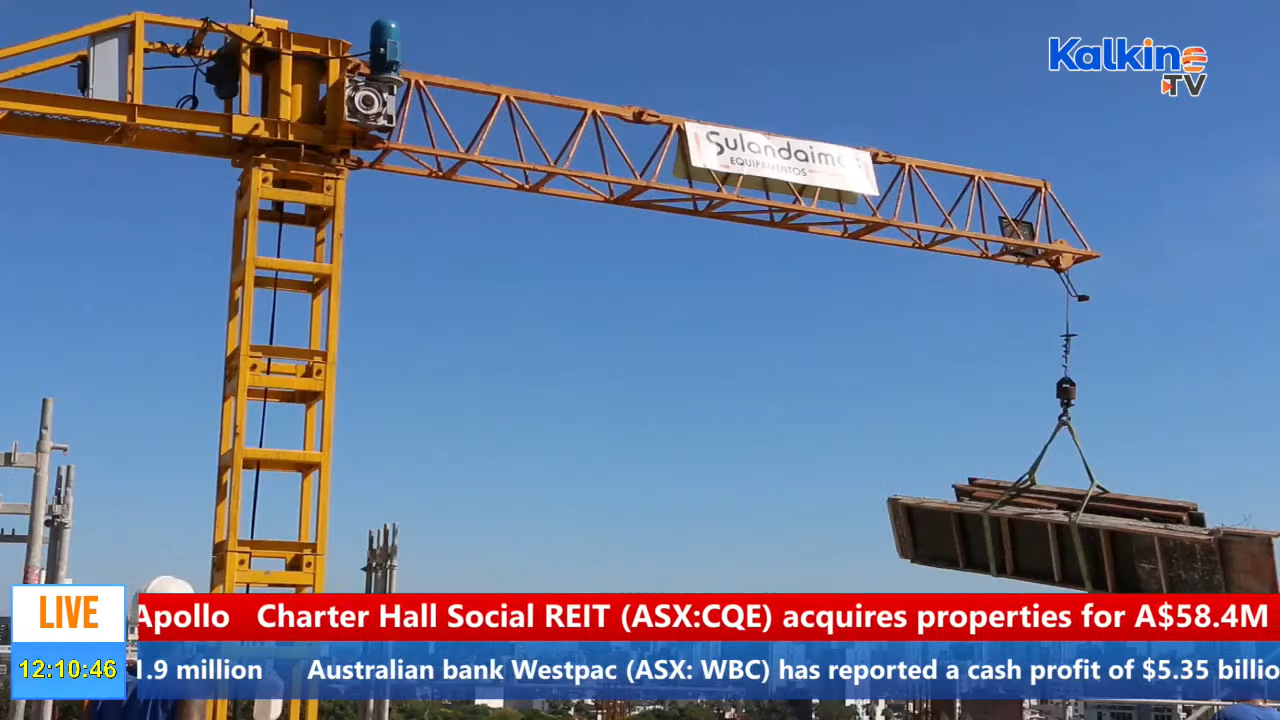 Kalkine
TV
Sulandaimes
EQUIPAMENTOS
LIVE
Apollo Charter Hall Social REIT (ASX:CQE) acquires properties for A$58.4M
12:10:46
1.9 million Australian bank Westpac (ASX: WBC) has reported a cash profit of $5.35 billio